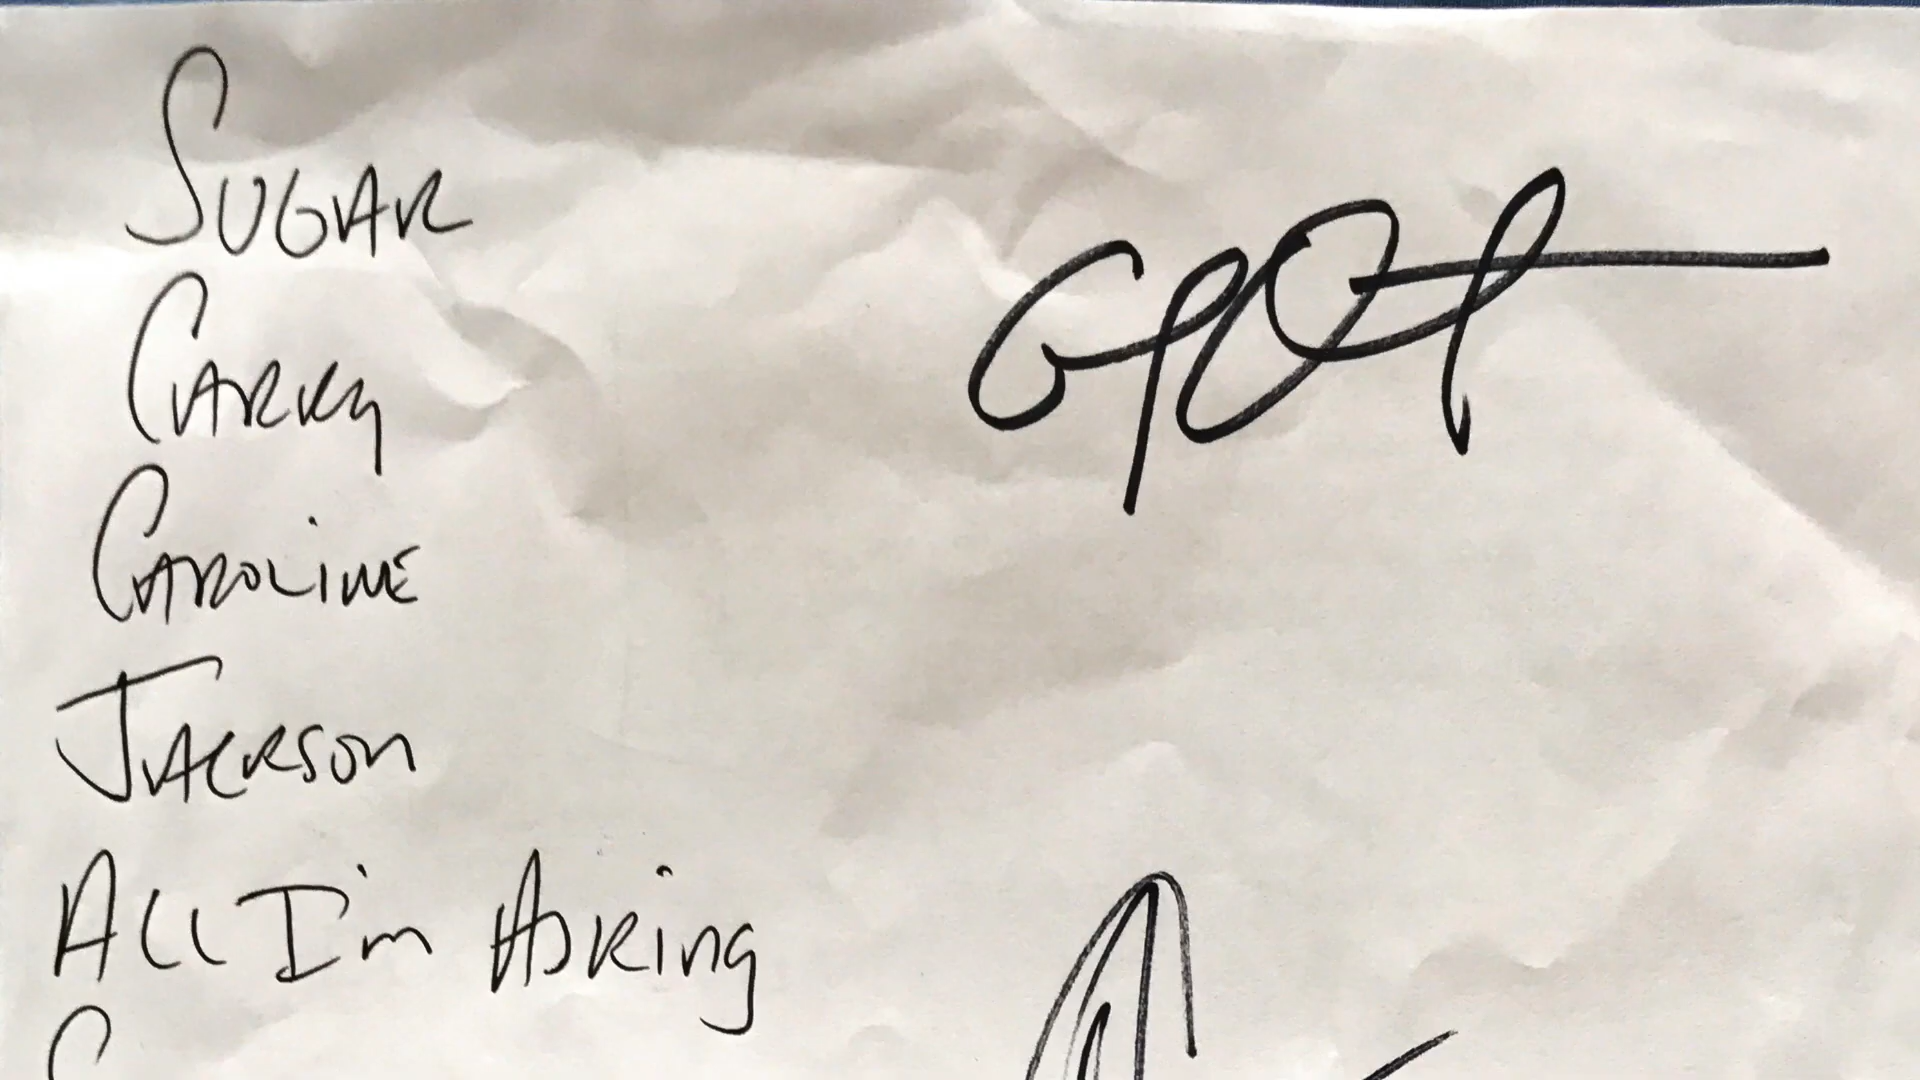 SUGAR
CARRY
CAROLINE
JACKSON
ALL I'm ASKing